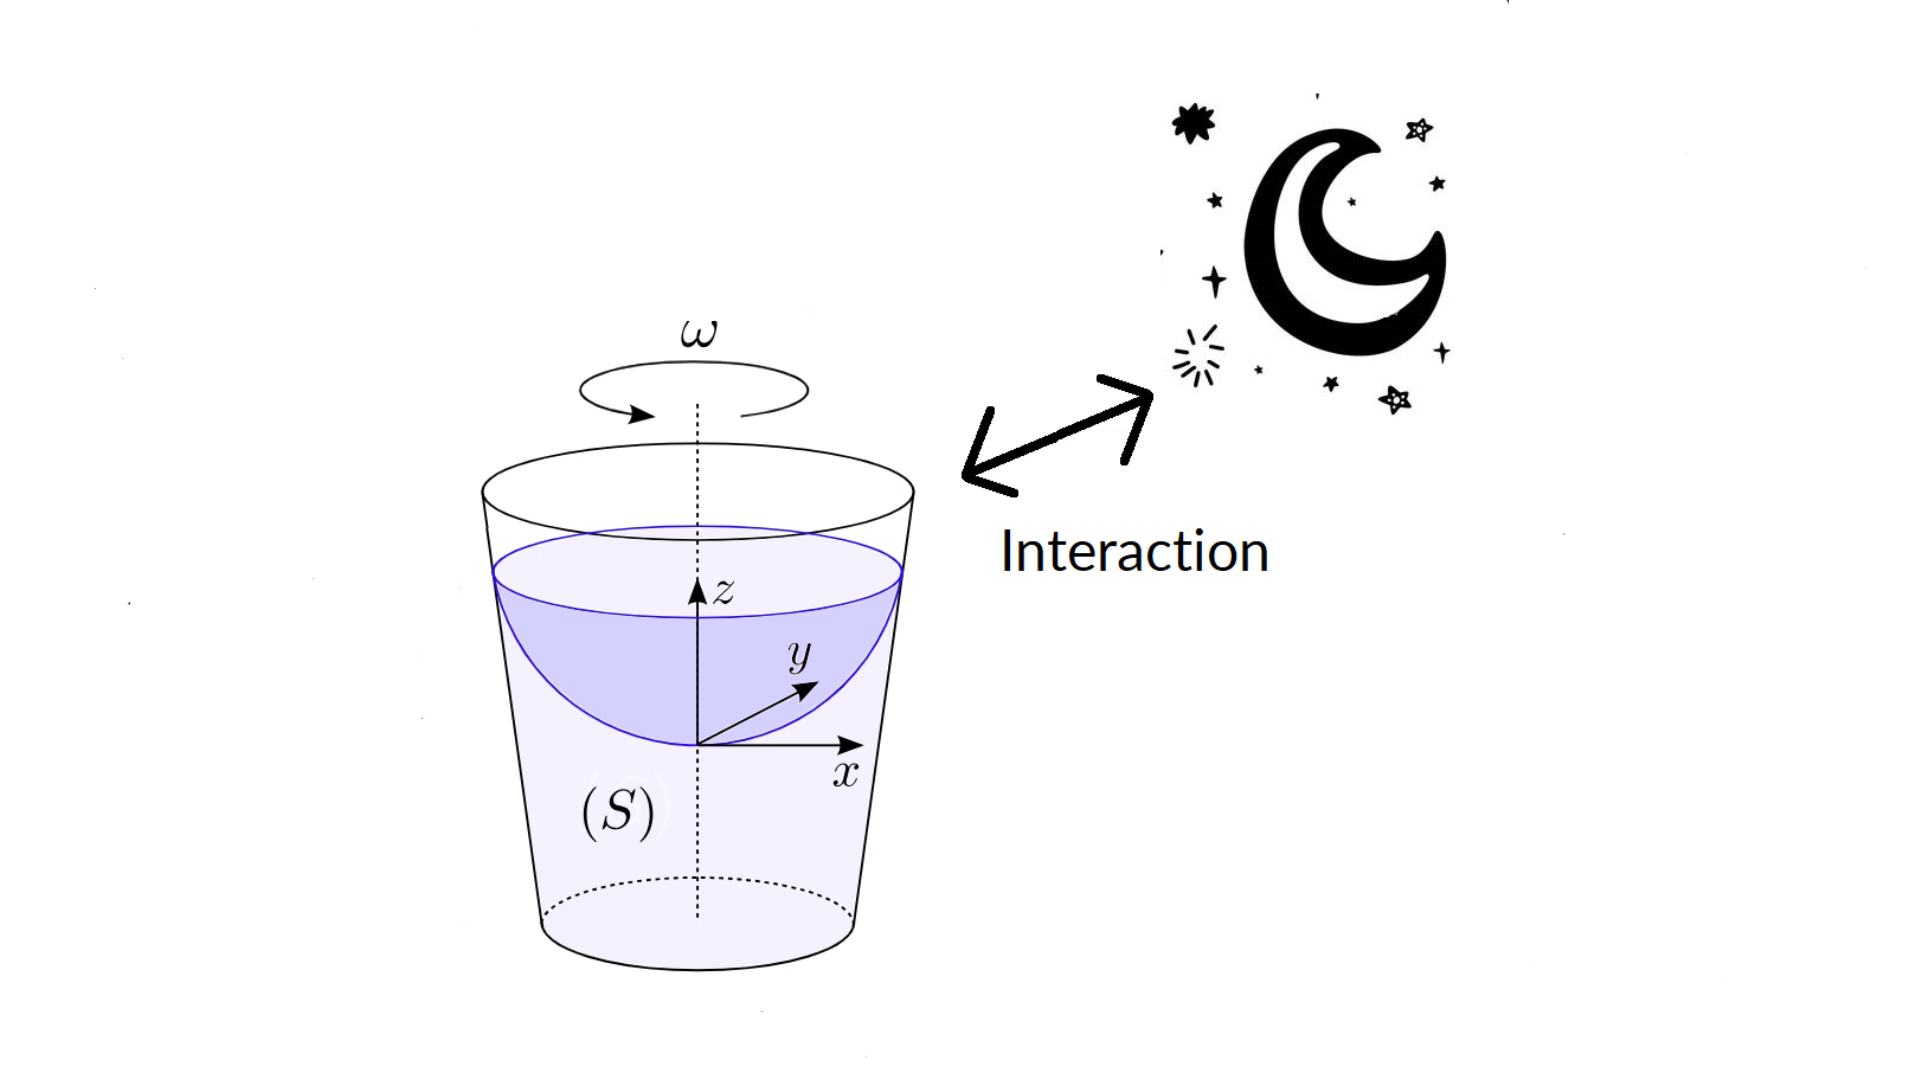 ω
z
y
x
(S)
Interaction